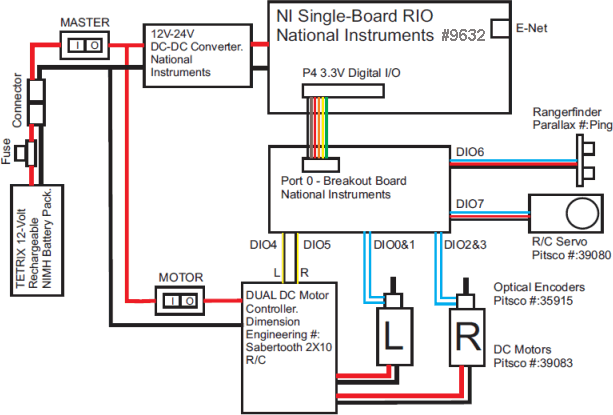 MASTER
I O
12V-24V
DC-DC Converter.
National
Instruments
NI Single-Board RIO
National Instruments #9632
E-Net
P4 3.3V Digital I/O
Connector
Fuse
TETRIX 12-Volt
Rechargeable
NIMH Battery Pack.
Rangerfinder
Parallax #:Ping
DIO6
Port 0 - Breakout Board
National Instruments
DIO7
R/C Servo
Pitsco #:39080
DIO4
DIO5
DIO0&1
DIO2&3
L
R
MOTOR
I O
DUAL DC Motor
Controller.
Dimension
Engineering #:
Sabertooth 2X10
R/C
Optical Encoders
Pitsco #:35915
L
R
DC Motors
Pitsco #:39083